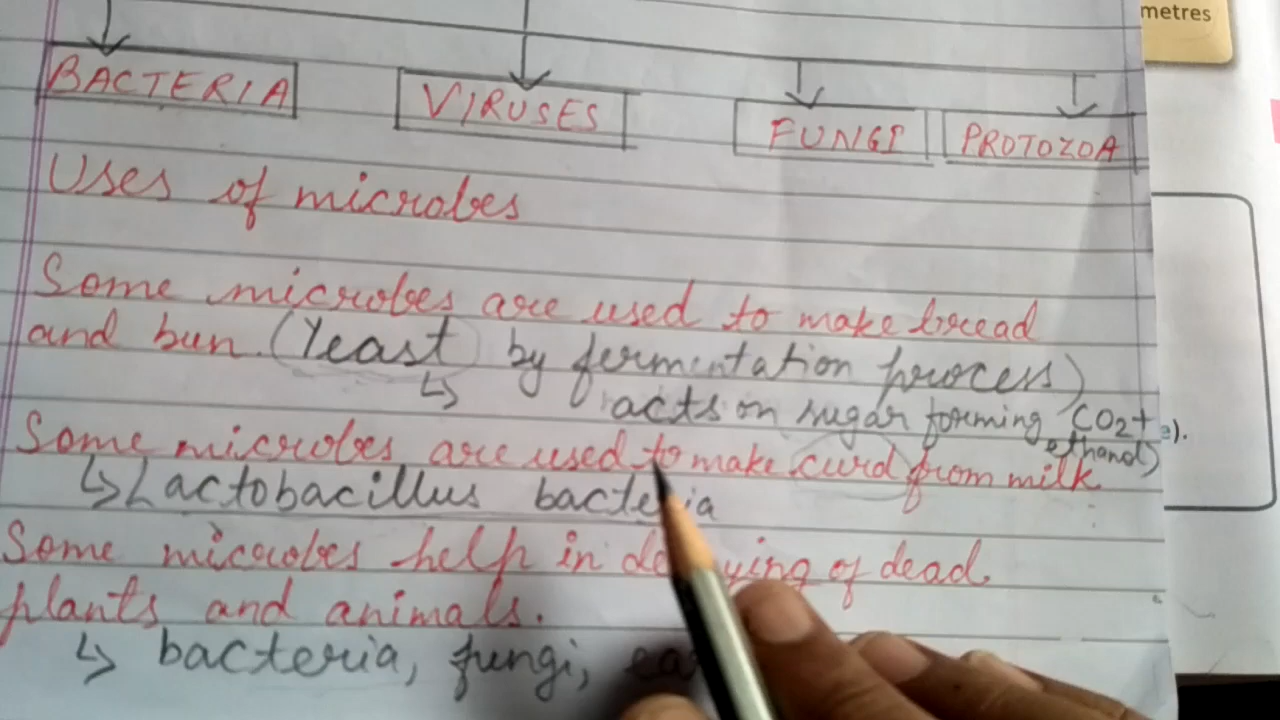 metres
BACTERIA VIRUSES FUNGI PROTOZOA
Uses of microbes
Some microbes are used to make bread
and bun. (Yeast by fermentation process)
↳ acts on sugar forming CO2+
ethanol)
e).
Some microbes are used to make curd from milk
↳ Lactobacillus bacteria
Some microbes help in of dead
plants and animals.
↳ bacteria, fungi,